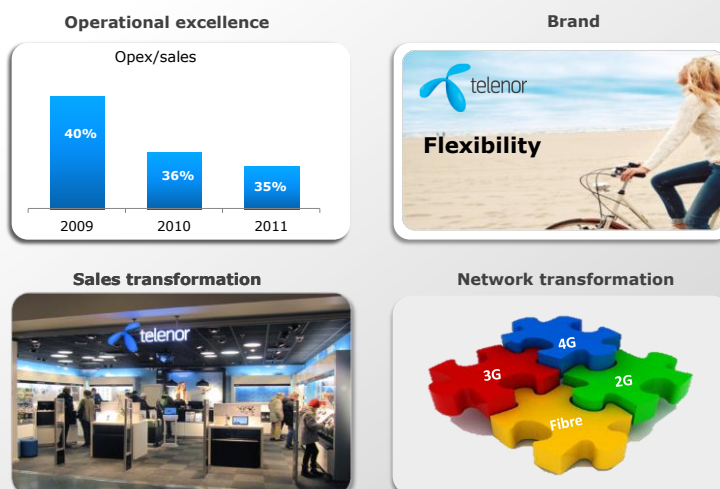 Operational excellence
Opex/sales
40%
36%
35%
2009 2010 2011
Brand
telenor
Flexibility
Sales transformation
telenor
Network transformation
4G
3G
2G
Fibre